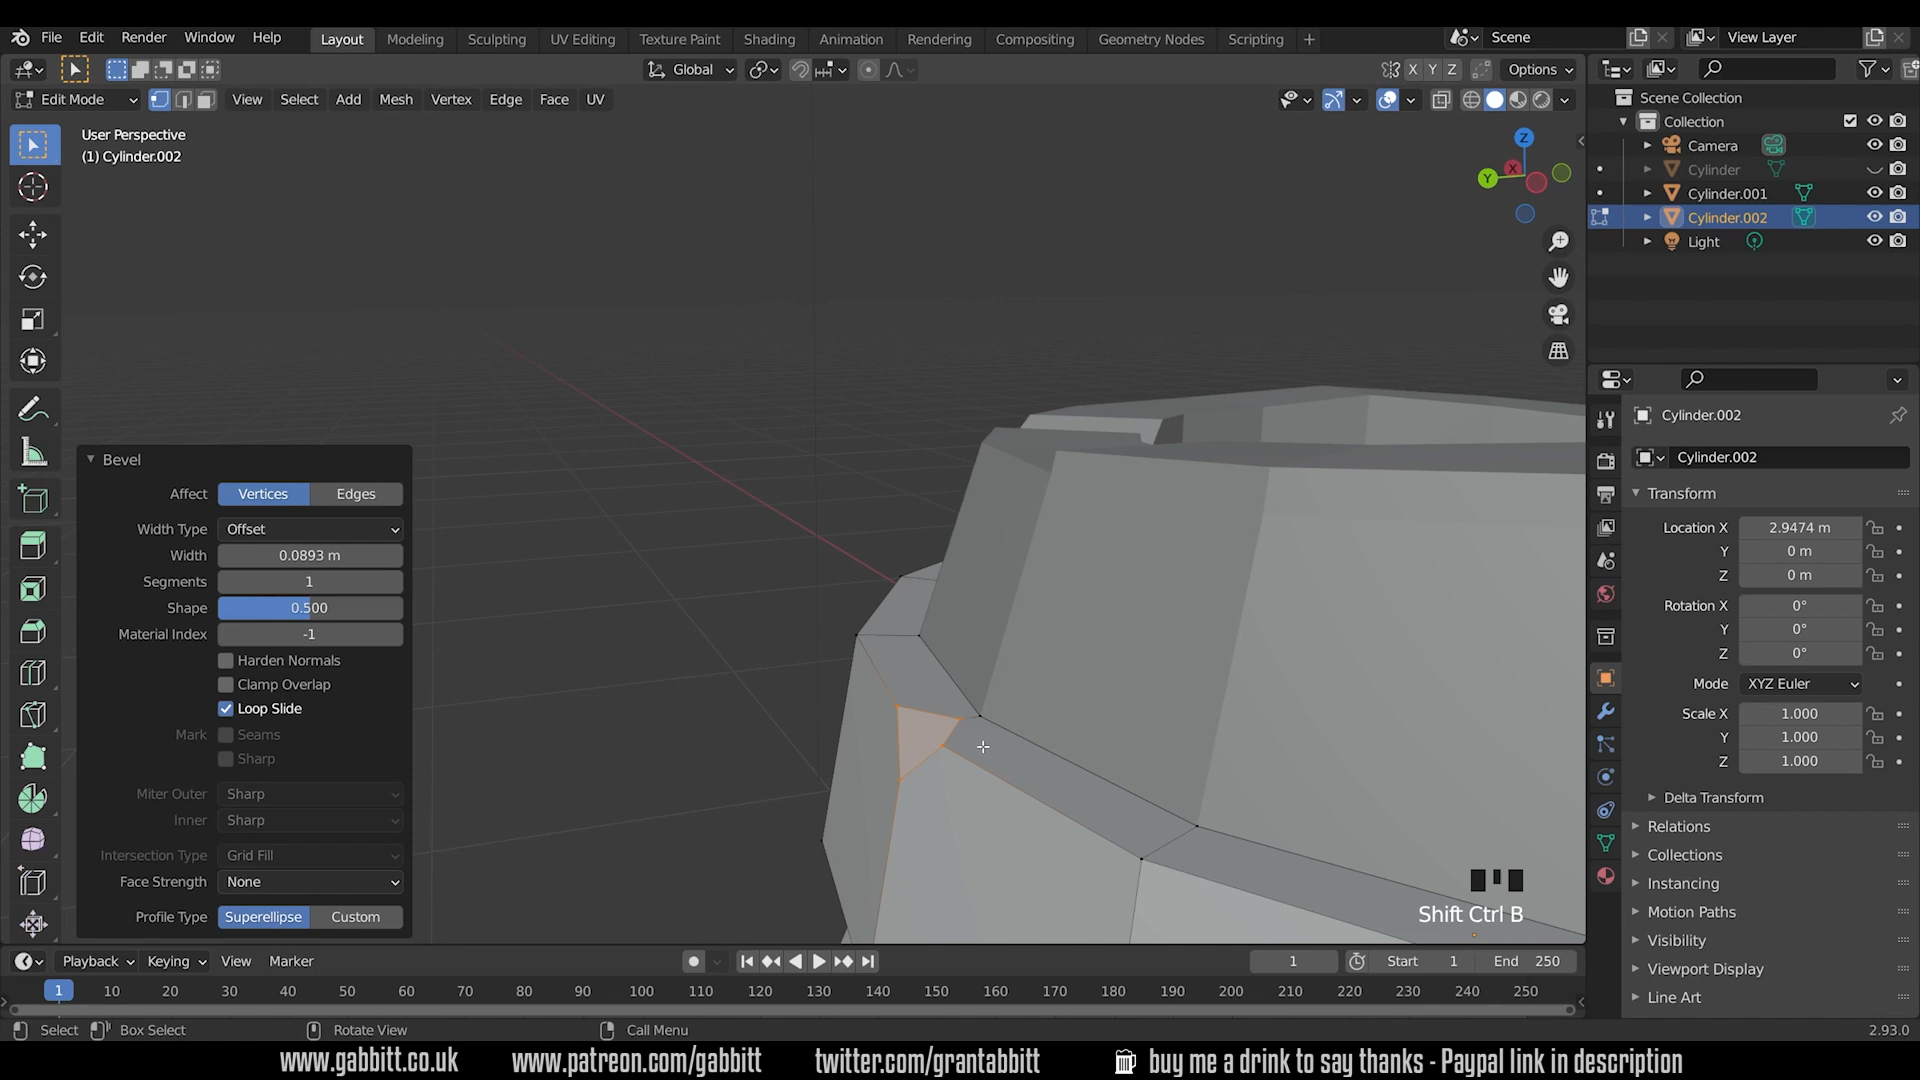 File Edit Render Window Help Layout Modeling Sculpting UV Editing Texture Paint Shading Animation Rendering Compositing Geometry Nodes Scripting + Scene View Layer
Global X Y Z Options
Edit Mode View Select Add Mesh Vertex Edge Face UV
User Perspective
(1) Cylinder.002
Z
X
Y
Scene Collection
Collection
Camera
Cylinder
Cylinder.001
Cylinder.002
Light
Bevel
Affect Vertices Edges
Width Type Offset
Width 0.0893 m
Segments 1
Shape 0.500
Material Index -1
Harden Normals
Clamp Overlap
Loop Slide
Mark Seams
Sharp
Miter Outer Sharp
Inner Sharp
Intersection Type Grid Fill
Face Strength None
Profile Type Superellipse Custom
Shift Ctrl B
Cylinder.002
Cylinder.002
Transform
Location X 2.9474 m
Y 0 m
Z 0 m
Rotation X 0°
Y 0°
Z 0°
Mode XYZ Euler
Scale X 1.000
Y 1.000
Z 1.000
Delta Transform
Relations
Collections
Instancing
Motion Paths
Visibility
Viewport Display
Line Art
Playback Keying View Marker 1 Start 1 End 250
1 10 20 30 40 50 60 70 80 90 100 110 120 130 140 150 160 170 180 190 200 210 220 230 240 250
Select Box Select Rotate View Call Menu 2.93.0
www.gabbitt.co.uk www.patreon.com/gabbitt twitter.com/grantabbitt buy me a drink to say thanks - Paypal link in description